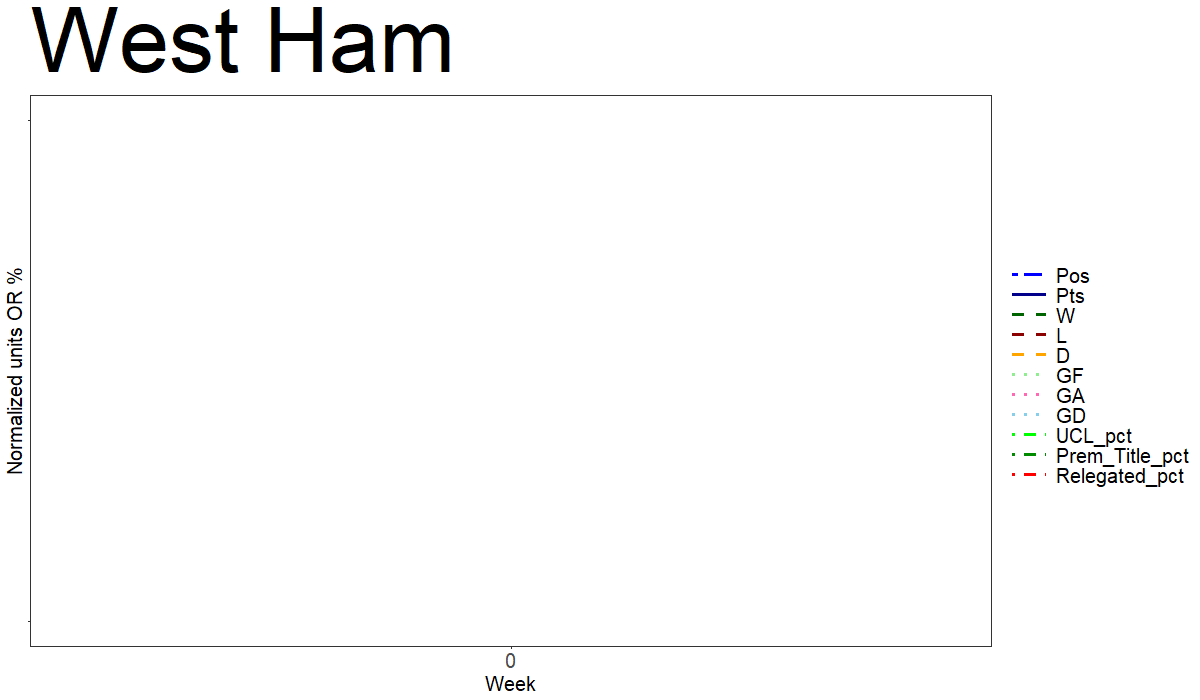 West Ham
Normalized units OR %
0
Week
Pos
Pts
W
L
D
GF
GA
GD
UCL_pct
Prem_Title_pct
Relegated_pct